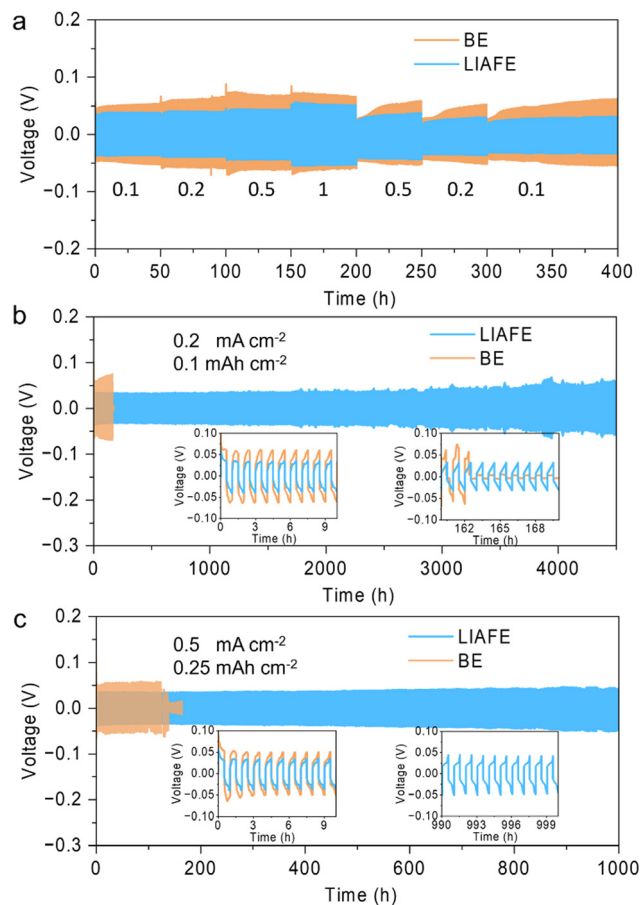 a
BE
LIAFE
Voltage (V)
0.2
0.1
0.0
−0.1
−0.2
0.1 0.2 0.5 1 0.5 0.2 0.1
0 50 100 150 200 250 300 350 400
Time (h)
b
0.2 mA cm-2
0.1 mAh cm-2
LIAFE
BE
Voltage (V)
0.2
0.1
0.0
−0.1
−0.2
−0.3
Voltage (V)
0.10
0.05
0.00
−0.05
−0.10
0 3 6 9
Time (h)
Voltage (V)
0.10
0.05
0.00
−0.05
−0.10
162 165 168
Time (h)
0 1000 2000 3000 4000
Time (h)
c
0.5 mA cm-2
0.25 mAh cm-2
LIAFE
BE
Voltage (V)
0.2
0.1
0.0
−0.1
−0.2
−0.3
Voltage (V)
0.10
0.05
0.00
−0.05
−0.10
0 3 6 9
Time (h)
Voltage (V)
0.10
0.05
0.00
−0.05
−0.10
990 993 996 999
Time (h)
0 200 400 600 800 1000
Time (h)